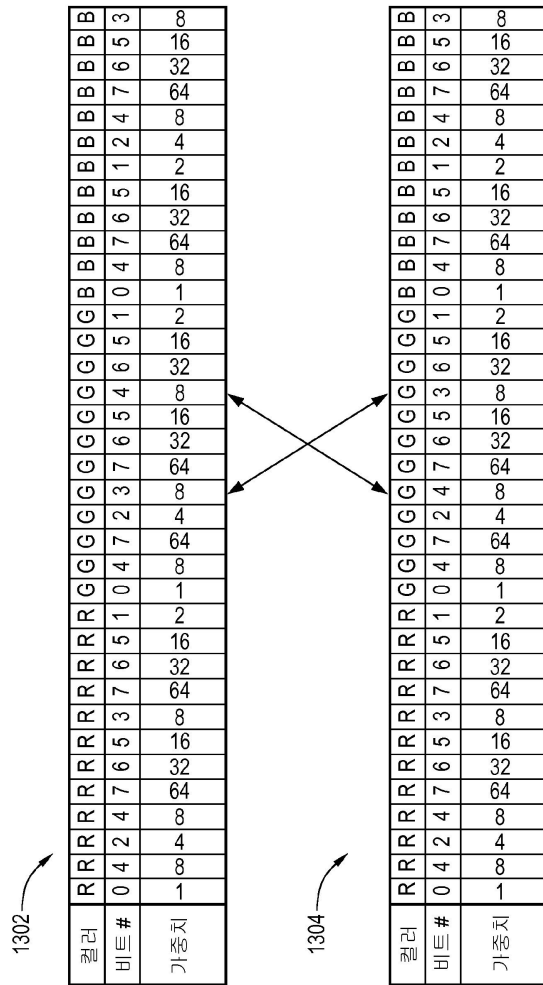 1302
컬러 R R R R R R R R R R R R G G G G G G G G G G G G B B B B B B B B B B B B
비트 # 0 4 2 4 7 6 5 3 7 6 5 1 0 4 7 2 3 7 6 5 4 6 5 1 0 4 7 6 5 1 2 4 7 6 5 3
가중치 1 8 4 8 64 32 16 8 64 32 16 2 1 8 64 4 8 64 32 16 8 32 16 2 1 8 64 32 16 2 4 8 64 32 16 8
1304
컬러 R R R R R R R R R R R R G G G G G G G G G G G G B B B B B B B B B B B B
비트 # 0 4 2 4 7 6 5 3 7 6 5 1 0 4 7 2 4 7 6 5 3 6 5 1 0 4 7 6 5 1 2 4 7 6 5 3
가중치 1 8 4 8 64 32 16 8 64 32 16 2 1 8 64 4 8 64 32 16 8 32 16 2 1 8 64 32 16 2 4 8 64 32 16 8